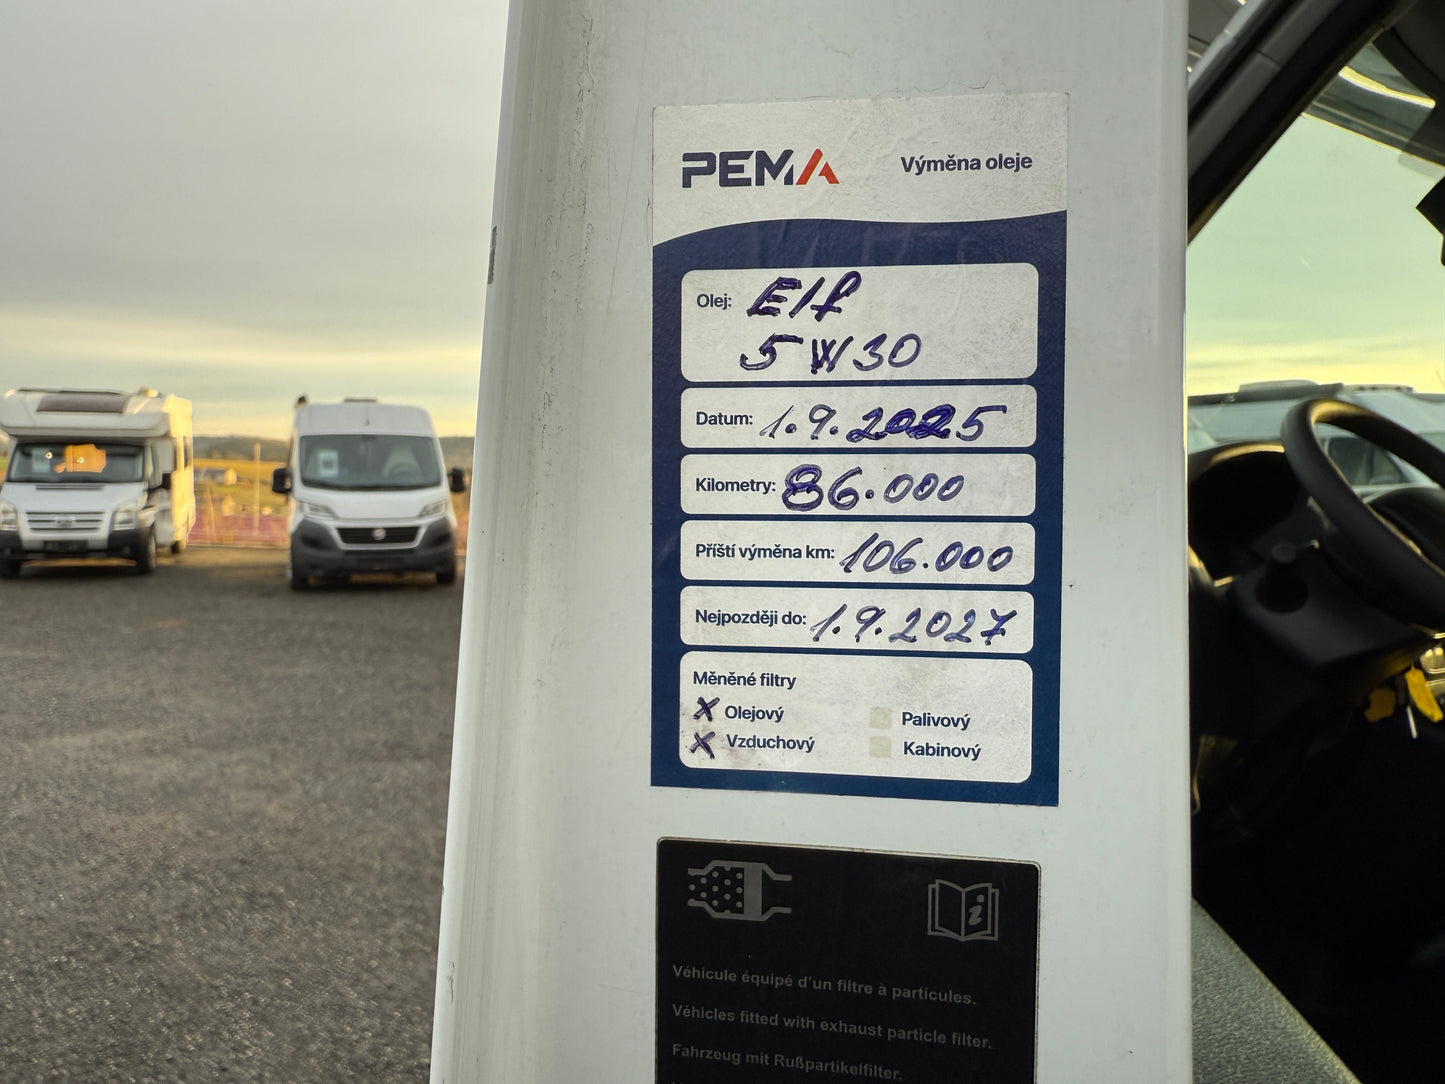 PEMA Výměna oleje
Olej: Elf
5W30
Datum: 1.9.2025
Kilometry: 86.000
Příští výměna km: 106.000
Nejpozději do: 1.9.2027
Měněné filtry
x Olejový Palivový
x Vzduchový Kabinový
Véhicule équipé d'un filtre à particules.
Véhicles fitted with exhaust particle filter.
Fahrzeug mit Rußpartikelfilter.